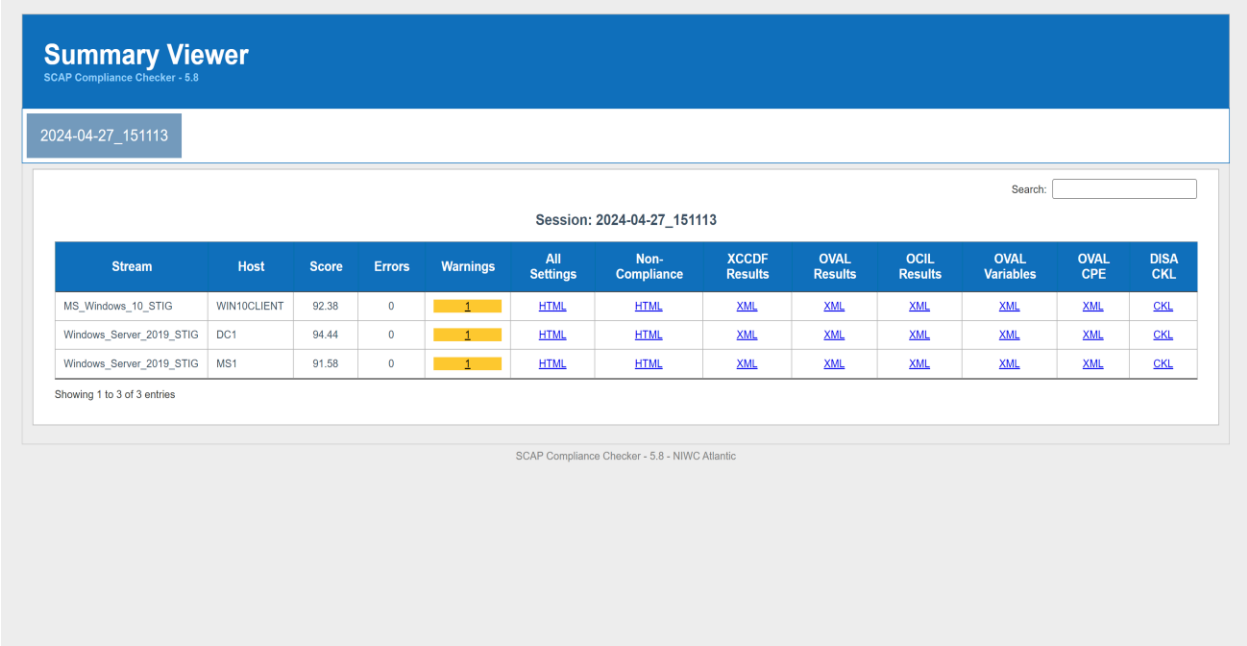 Summary Viewer
SCAP Compliance Checker - 5.8
2024-04-27_151113
Search:
Session: 2024-04-27_151113
Stream Host Score Errors Warnings All Settings Non-Compliance XCCDF Results OVAL Results OCIL Results OVAL Variables OVAL CPE DISA CKL
MS_Windows_10_STIG WIN10CLIENT 92.38 0 1 HTML HTML XML XML XML XML XML CKL
Windows_Server_2019_STIG DC1 94.44 0 1 HTML HTML XML XML XML XML XML CKL
Windows_Server_2019_STIG MS1 91.58 0 1 HTML HTML XML XML XML XML XML CKL
Showing 1 to 3 of 3 entries
SCAP Compliance Checker - 5.8 - NIWC Atlantic